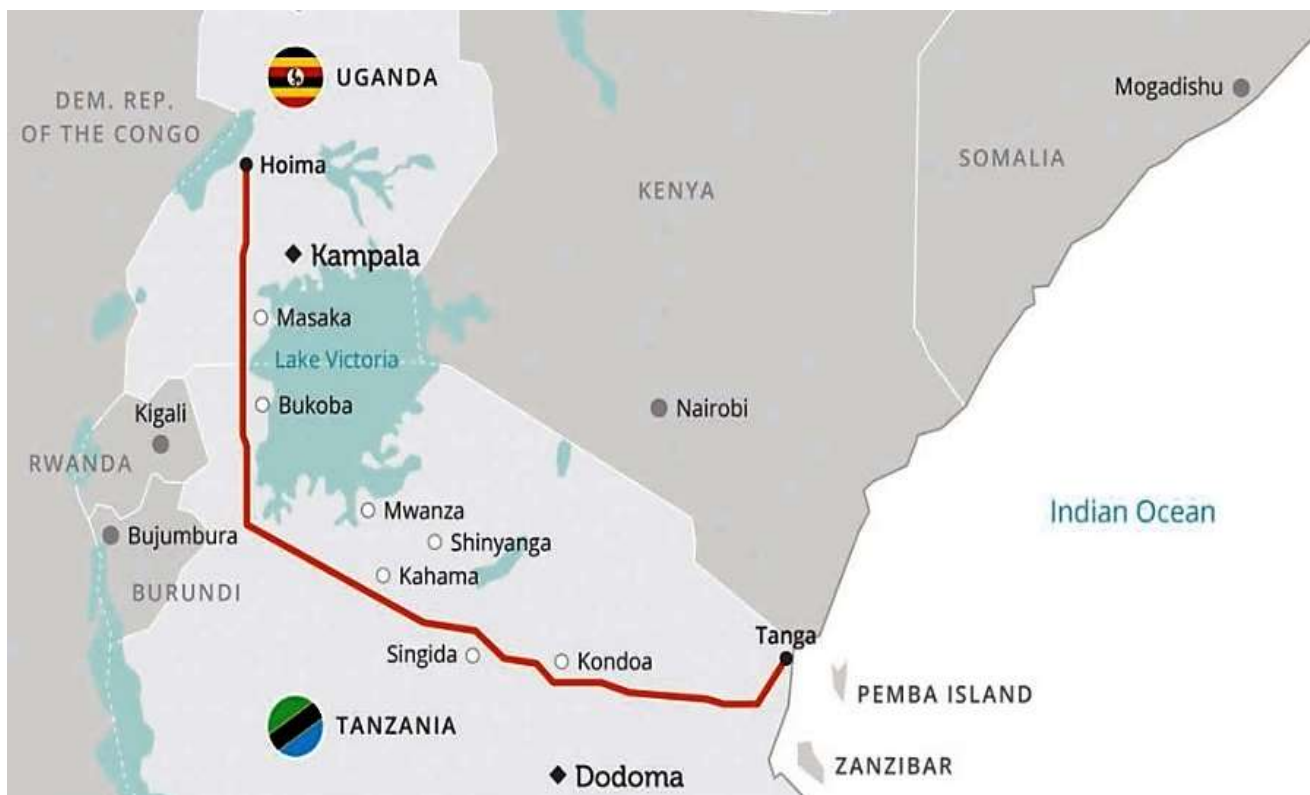 UGANDA
Mogadishu
DEM. REP.
OF THE CONGO
SOMALIA
Hoima
KENYA
Kampala
Masaka
Lake Victoria
Bukoba
Kigali
Nairobi
RWANDA
Mwanza
Indian Ocean
Bujumbura
Shinyanga
Kahama
BURUNDI
Tanga
Singida
Kondoa
PEMBA ISLAND
TANZANIA
ZANZIBAR
Dodoma